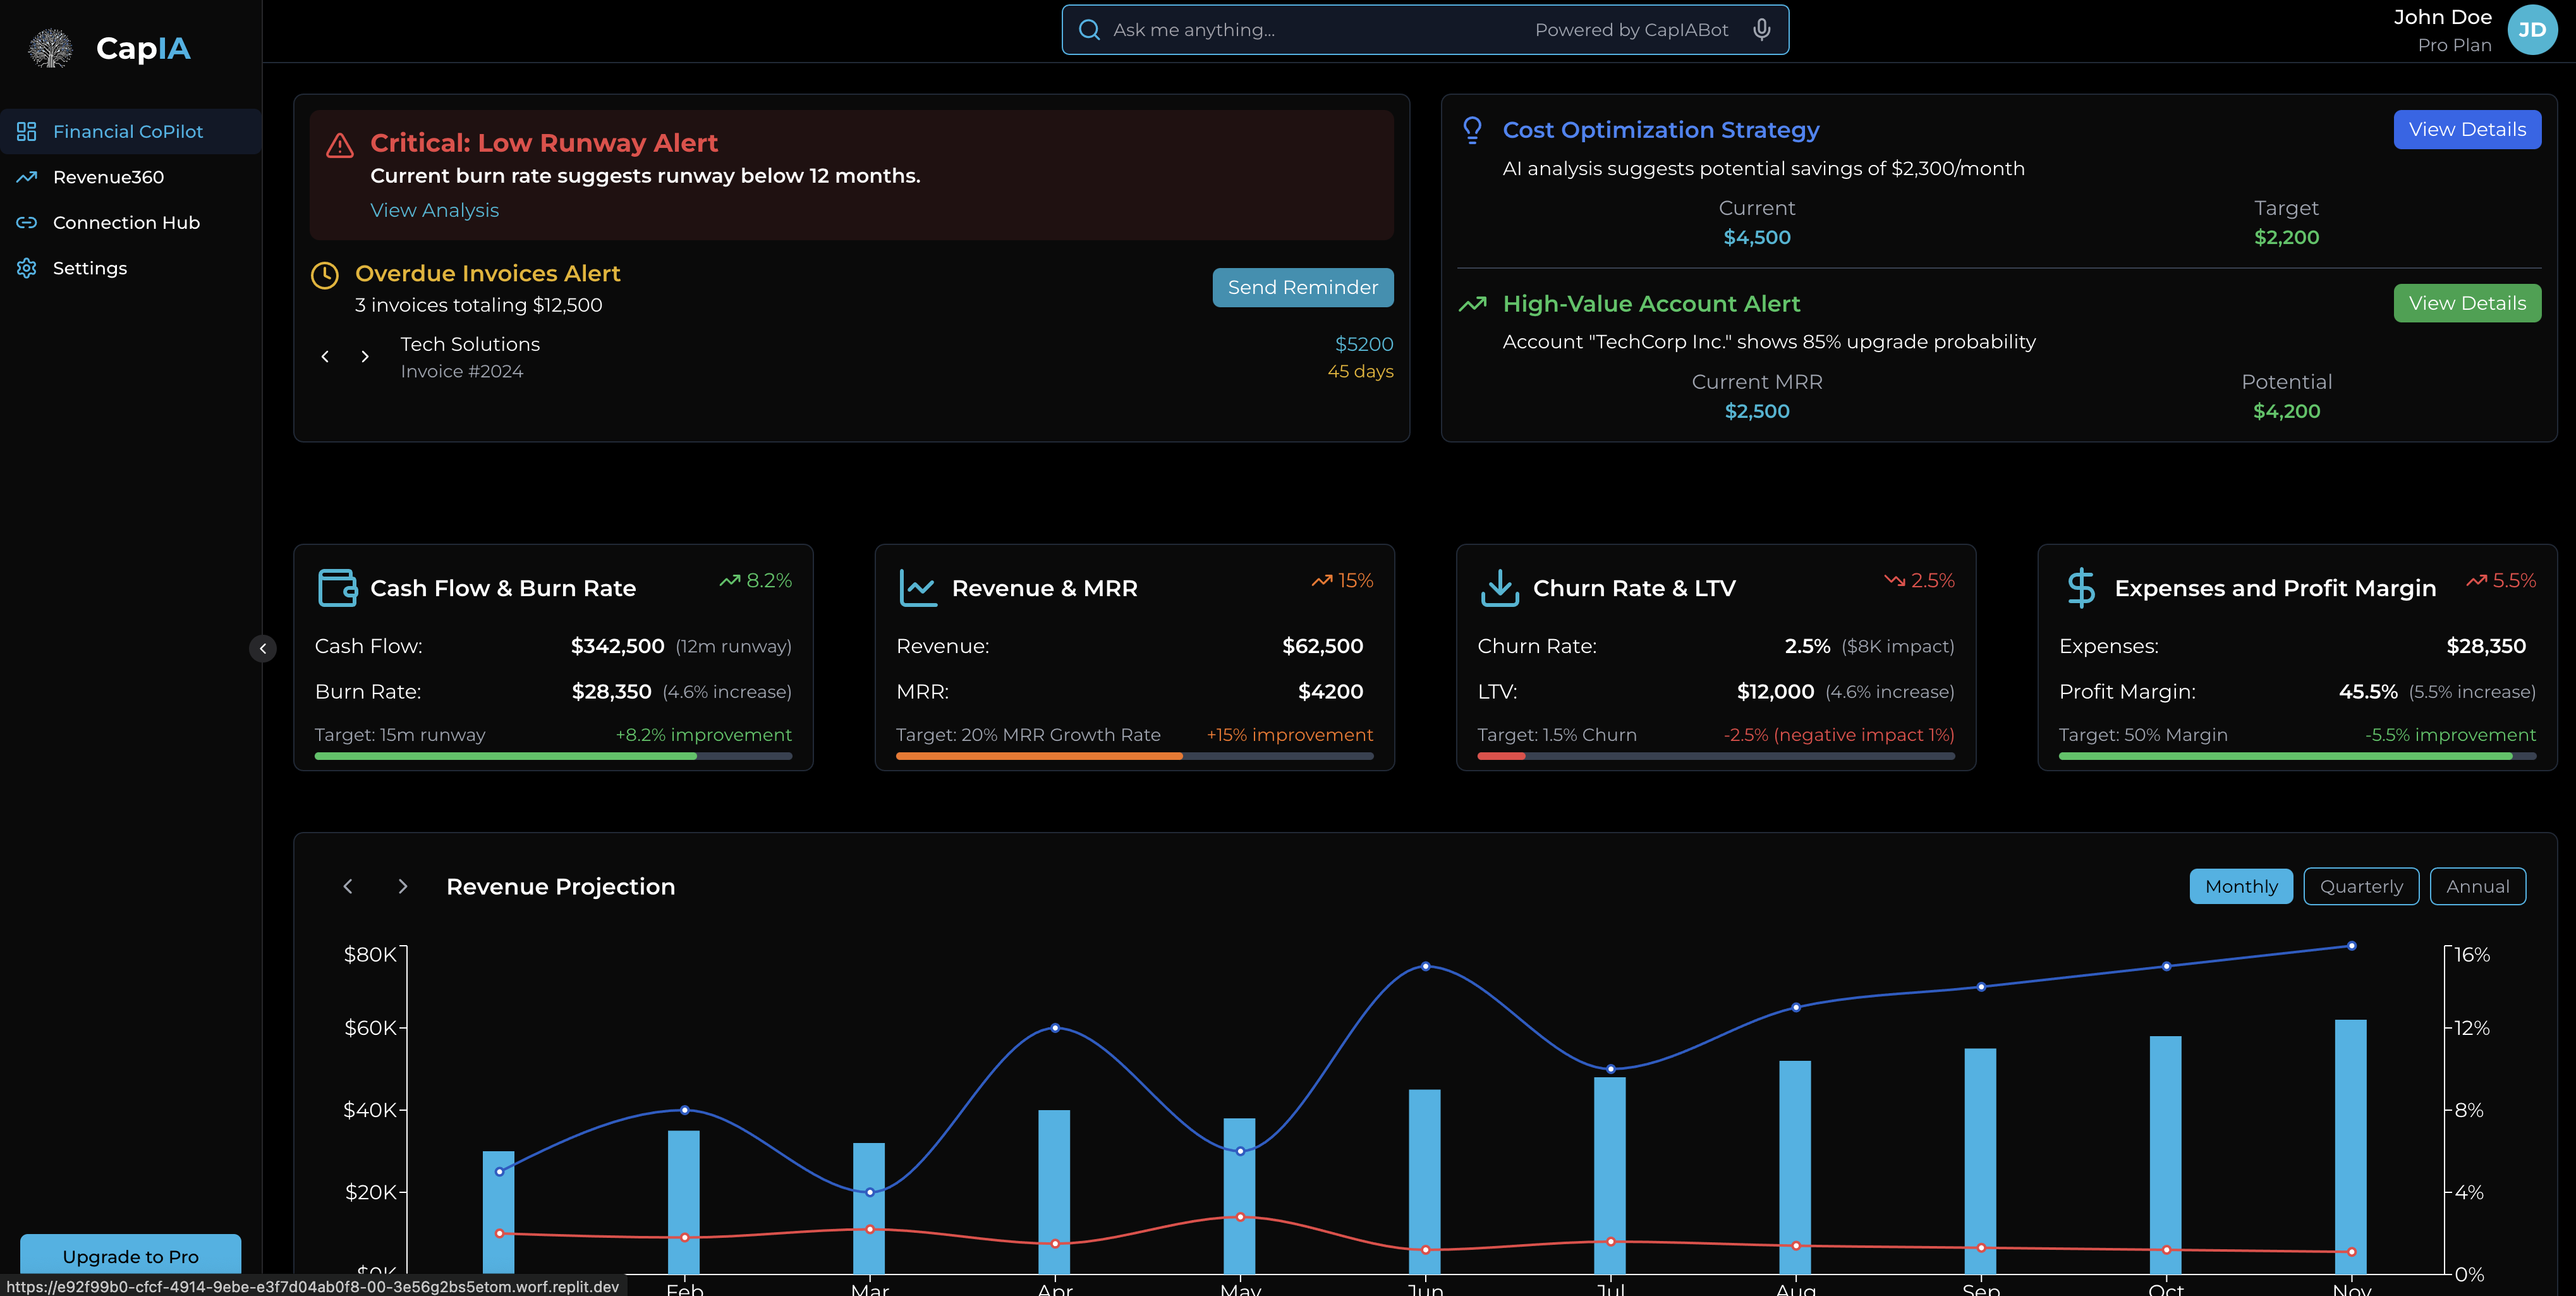 CapIA
Financial CoPilot
Revenue360
Connection Hub
Settings
Upgrade to Pro
https://e92f99b0-cfcf-4914-9ebe-e3f7d04ab0f8-00-3e56g2bs5etom.worf.replit.dev
Ask me anything... Powered by CapIABot
John Doe
Pro Plan
JD
Critical: Low Runway Alert
Current burn rate suggests runway below 12 months.
View Analysis
Overdue Invoices Alert
3 invoices totaling $12,500
Send Reminder
Tech Solutions $5200
Invoice #2024 45 days
Cost Optimization Strategy View Details
AI analysis suggests potential savings of $2,300/month
Current Target
$4,500 $2,200
High-Value Account Alert View Details
Account "TechCorp Inc." shows 85% upgrade probability
Current MRR Potential
$2,500 $4,200
Cash Flow & Burn Rate 8.2%
Cash Flow: $342,500 (12m runway)
Burn Rate: $28,350 (4.6% increase)
Target: 15m runway +8.2% improvement
Revenue & MRR 15%
Revenue: $62,500
MRR: $4200
Target: 20% MRR Growth Rate +15% improvement
Churn Rate & LTV 2.5%
Churn Rate: 2.5% ($8K impact)
LTV: $12,000 (4.6% increase)
Target: 1.5% Churn -2.5% (negative impact 1%)
Expenses and Profit Margin 5.5%
Expenses: $28,350
Profit Margin: 45.5% (5.5% increase)
Target: 50% Margin -5.5% improvement
Revenue Projection
Monthly Quarterly Annual
$80K 16%
$60K 12%
$40K 8%
$20K 4%
$0K 0%
Feb Mar Apr May Jun Jul Aug Sep Oct Nov